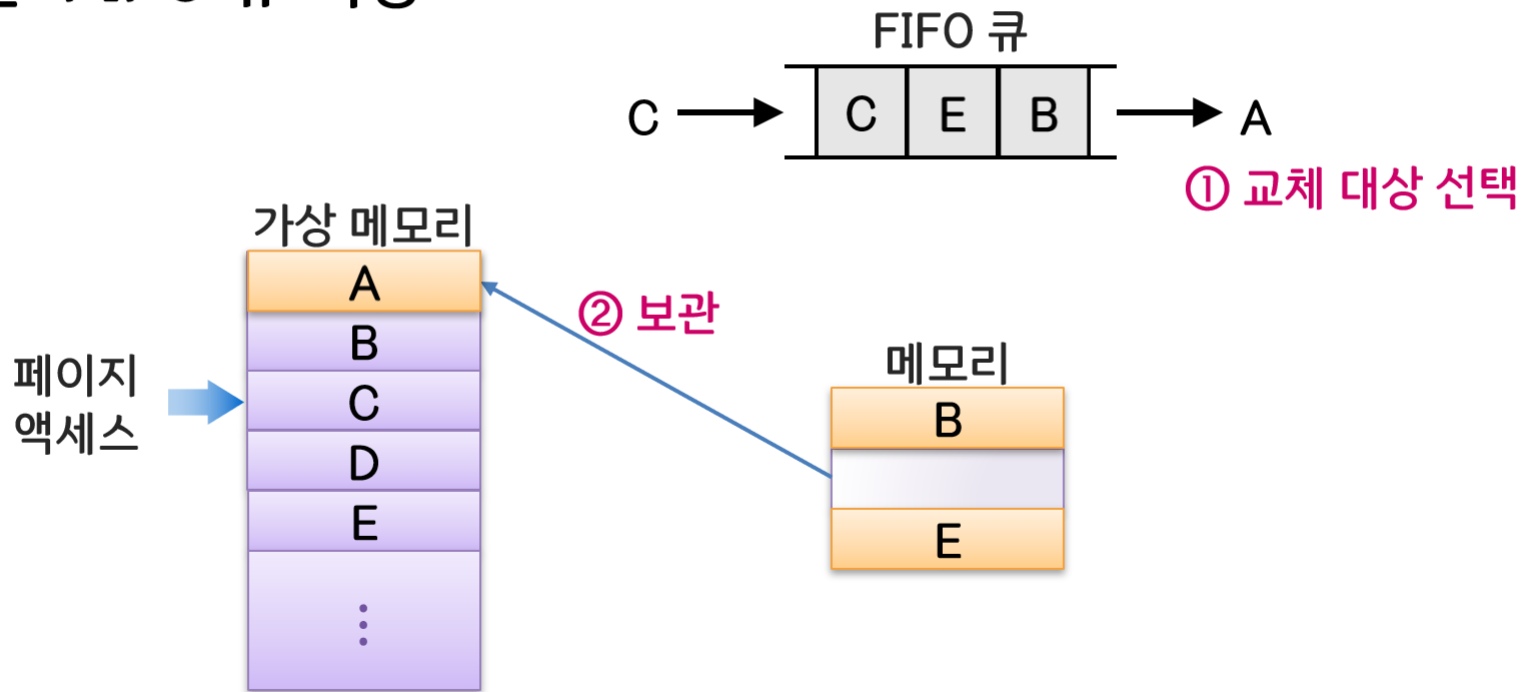 FIFO 큐
C C E B A
① 교체 대상 선택
가상 메모리
A
② 보관
B
페이지
액세스
C
D
E
메모리
B
E